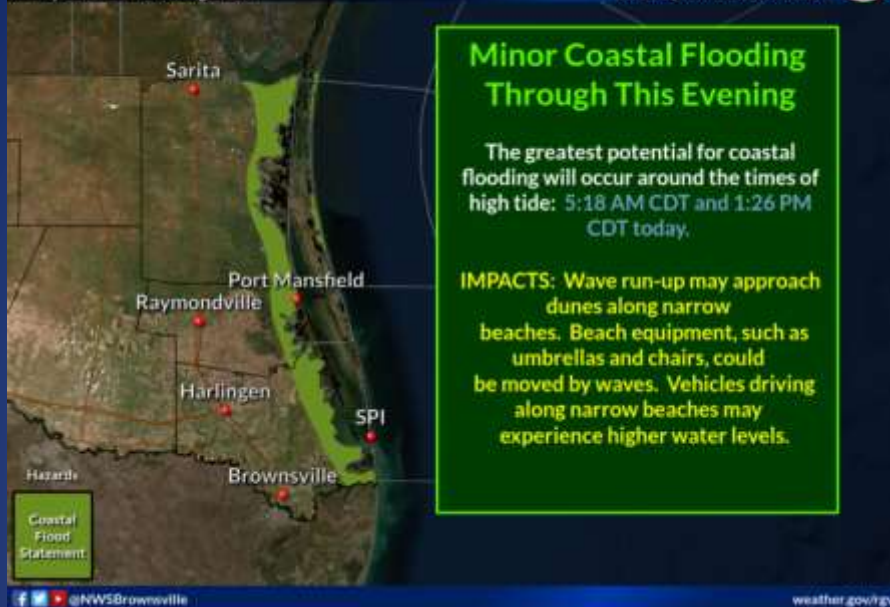 Minor Coastal Flooding
Through This Evening
The greatest potential for coastal
flooding will occur around the times of
high tide: 5:18 AM CDT and 1:26 PM
CDT today.
IMPACTS: Wave run-up may approach
dunes along narrow
beaches. Beach equipment, such as
umbrellas and chairs, could
be moved by waves. Vehicles driving
along narrow beaches may
experience higher water levels.
Sarita
Port Mansfield
Raymondville
Harlingen
SPI
Brownsville
Hazards
Coastal
Flood
Statement
@NWSBrownsville
weather.gov/rgv